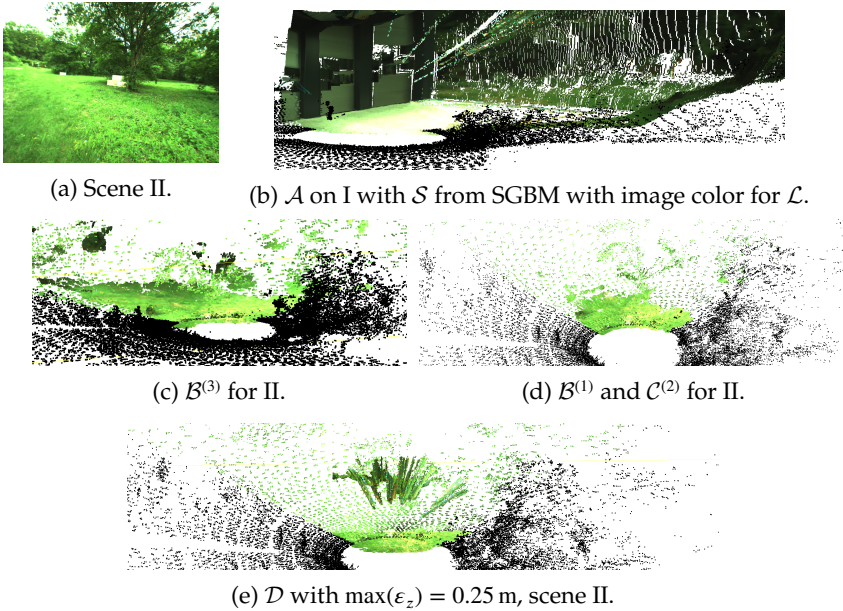 (a) Scene II.
(b) 𝒜 on I with 𝒮 from SGBM with image color for ℒ.
(c) ℬ⁽³⁾ for II.
(d) ℬ⁽¹⁾ and 𝒞⁽²⁾ for II.
(e) 𝒟 with max(ε_z) = 0.25 m, scene II.